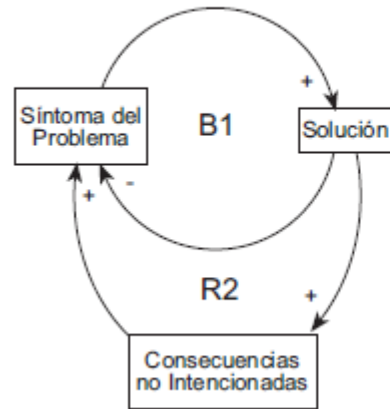 +
Síntoma del
Problema
B1
Solución
+
-
R2
+
Consecuencias
no Intencionadas